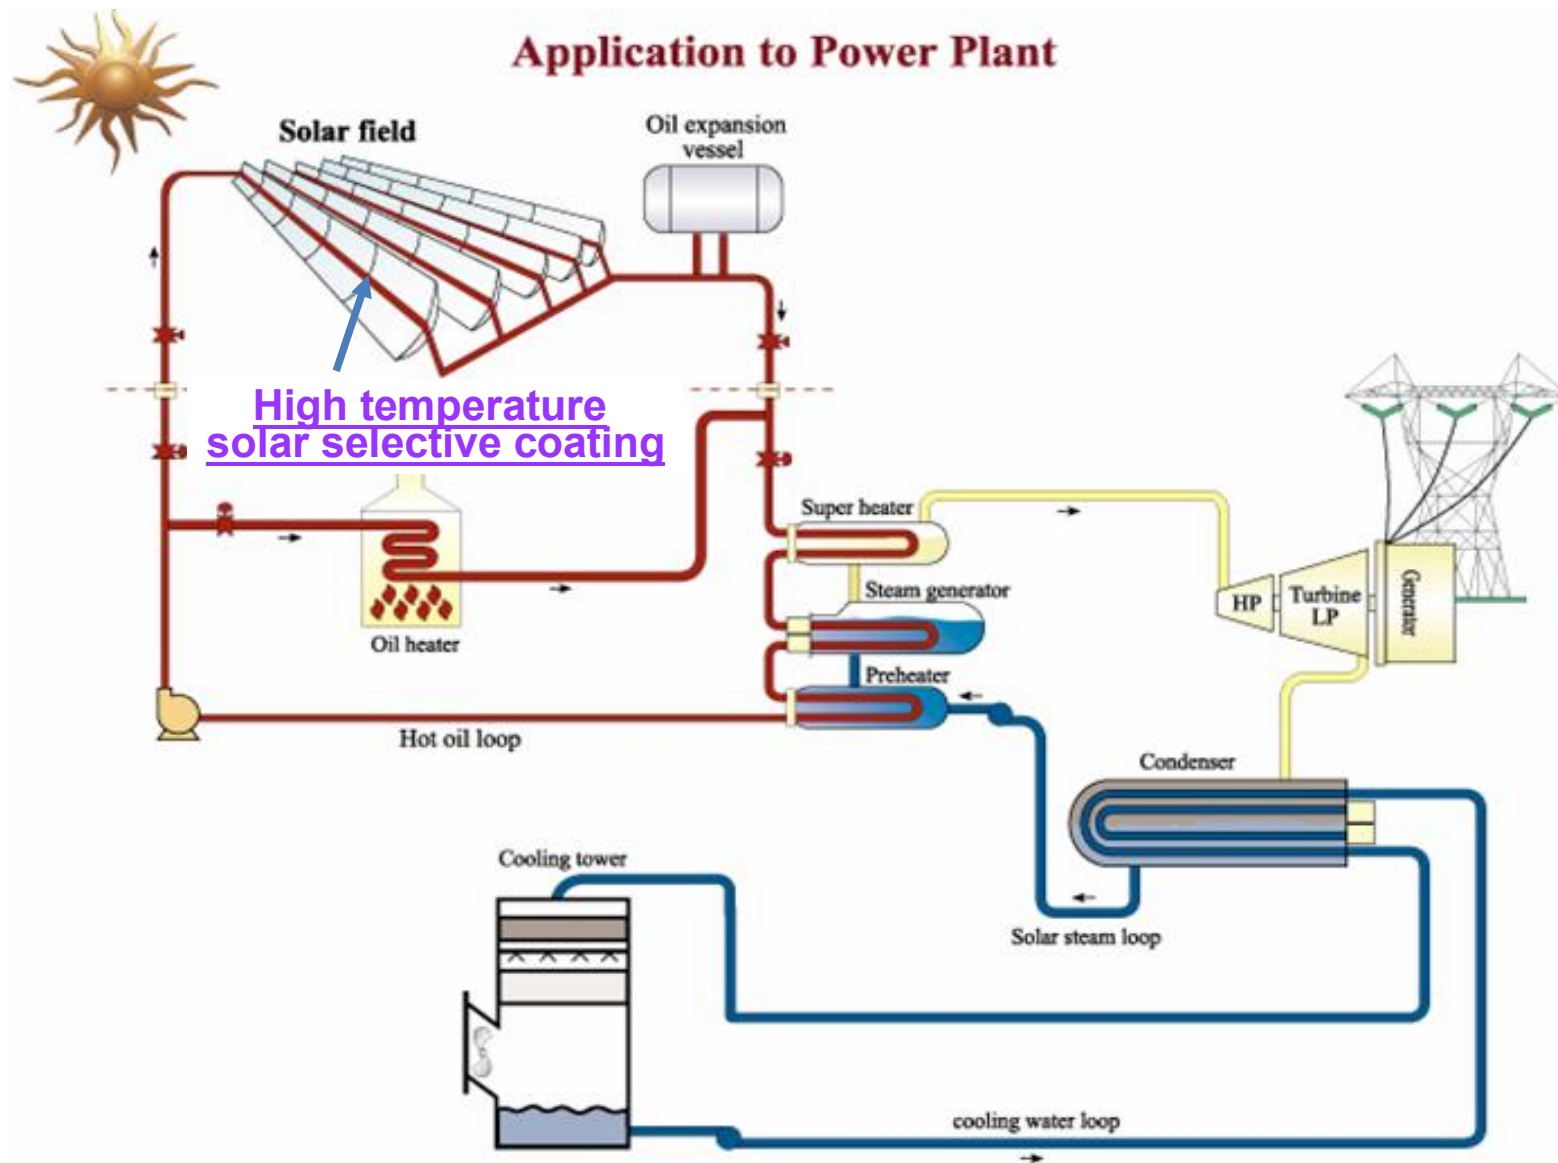 Application to Power Plant
Solar field
Oil expansion
vessel
High temperature
solar selective coating
Super heater
Steam generator
HP
Turbine
LP
Generator
Oil heater
Preheater
Hot oil loop
Condenser
Cooling tower
Solar steam loop
cooling water loop